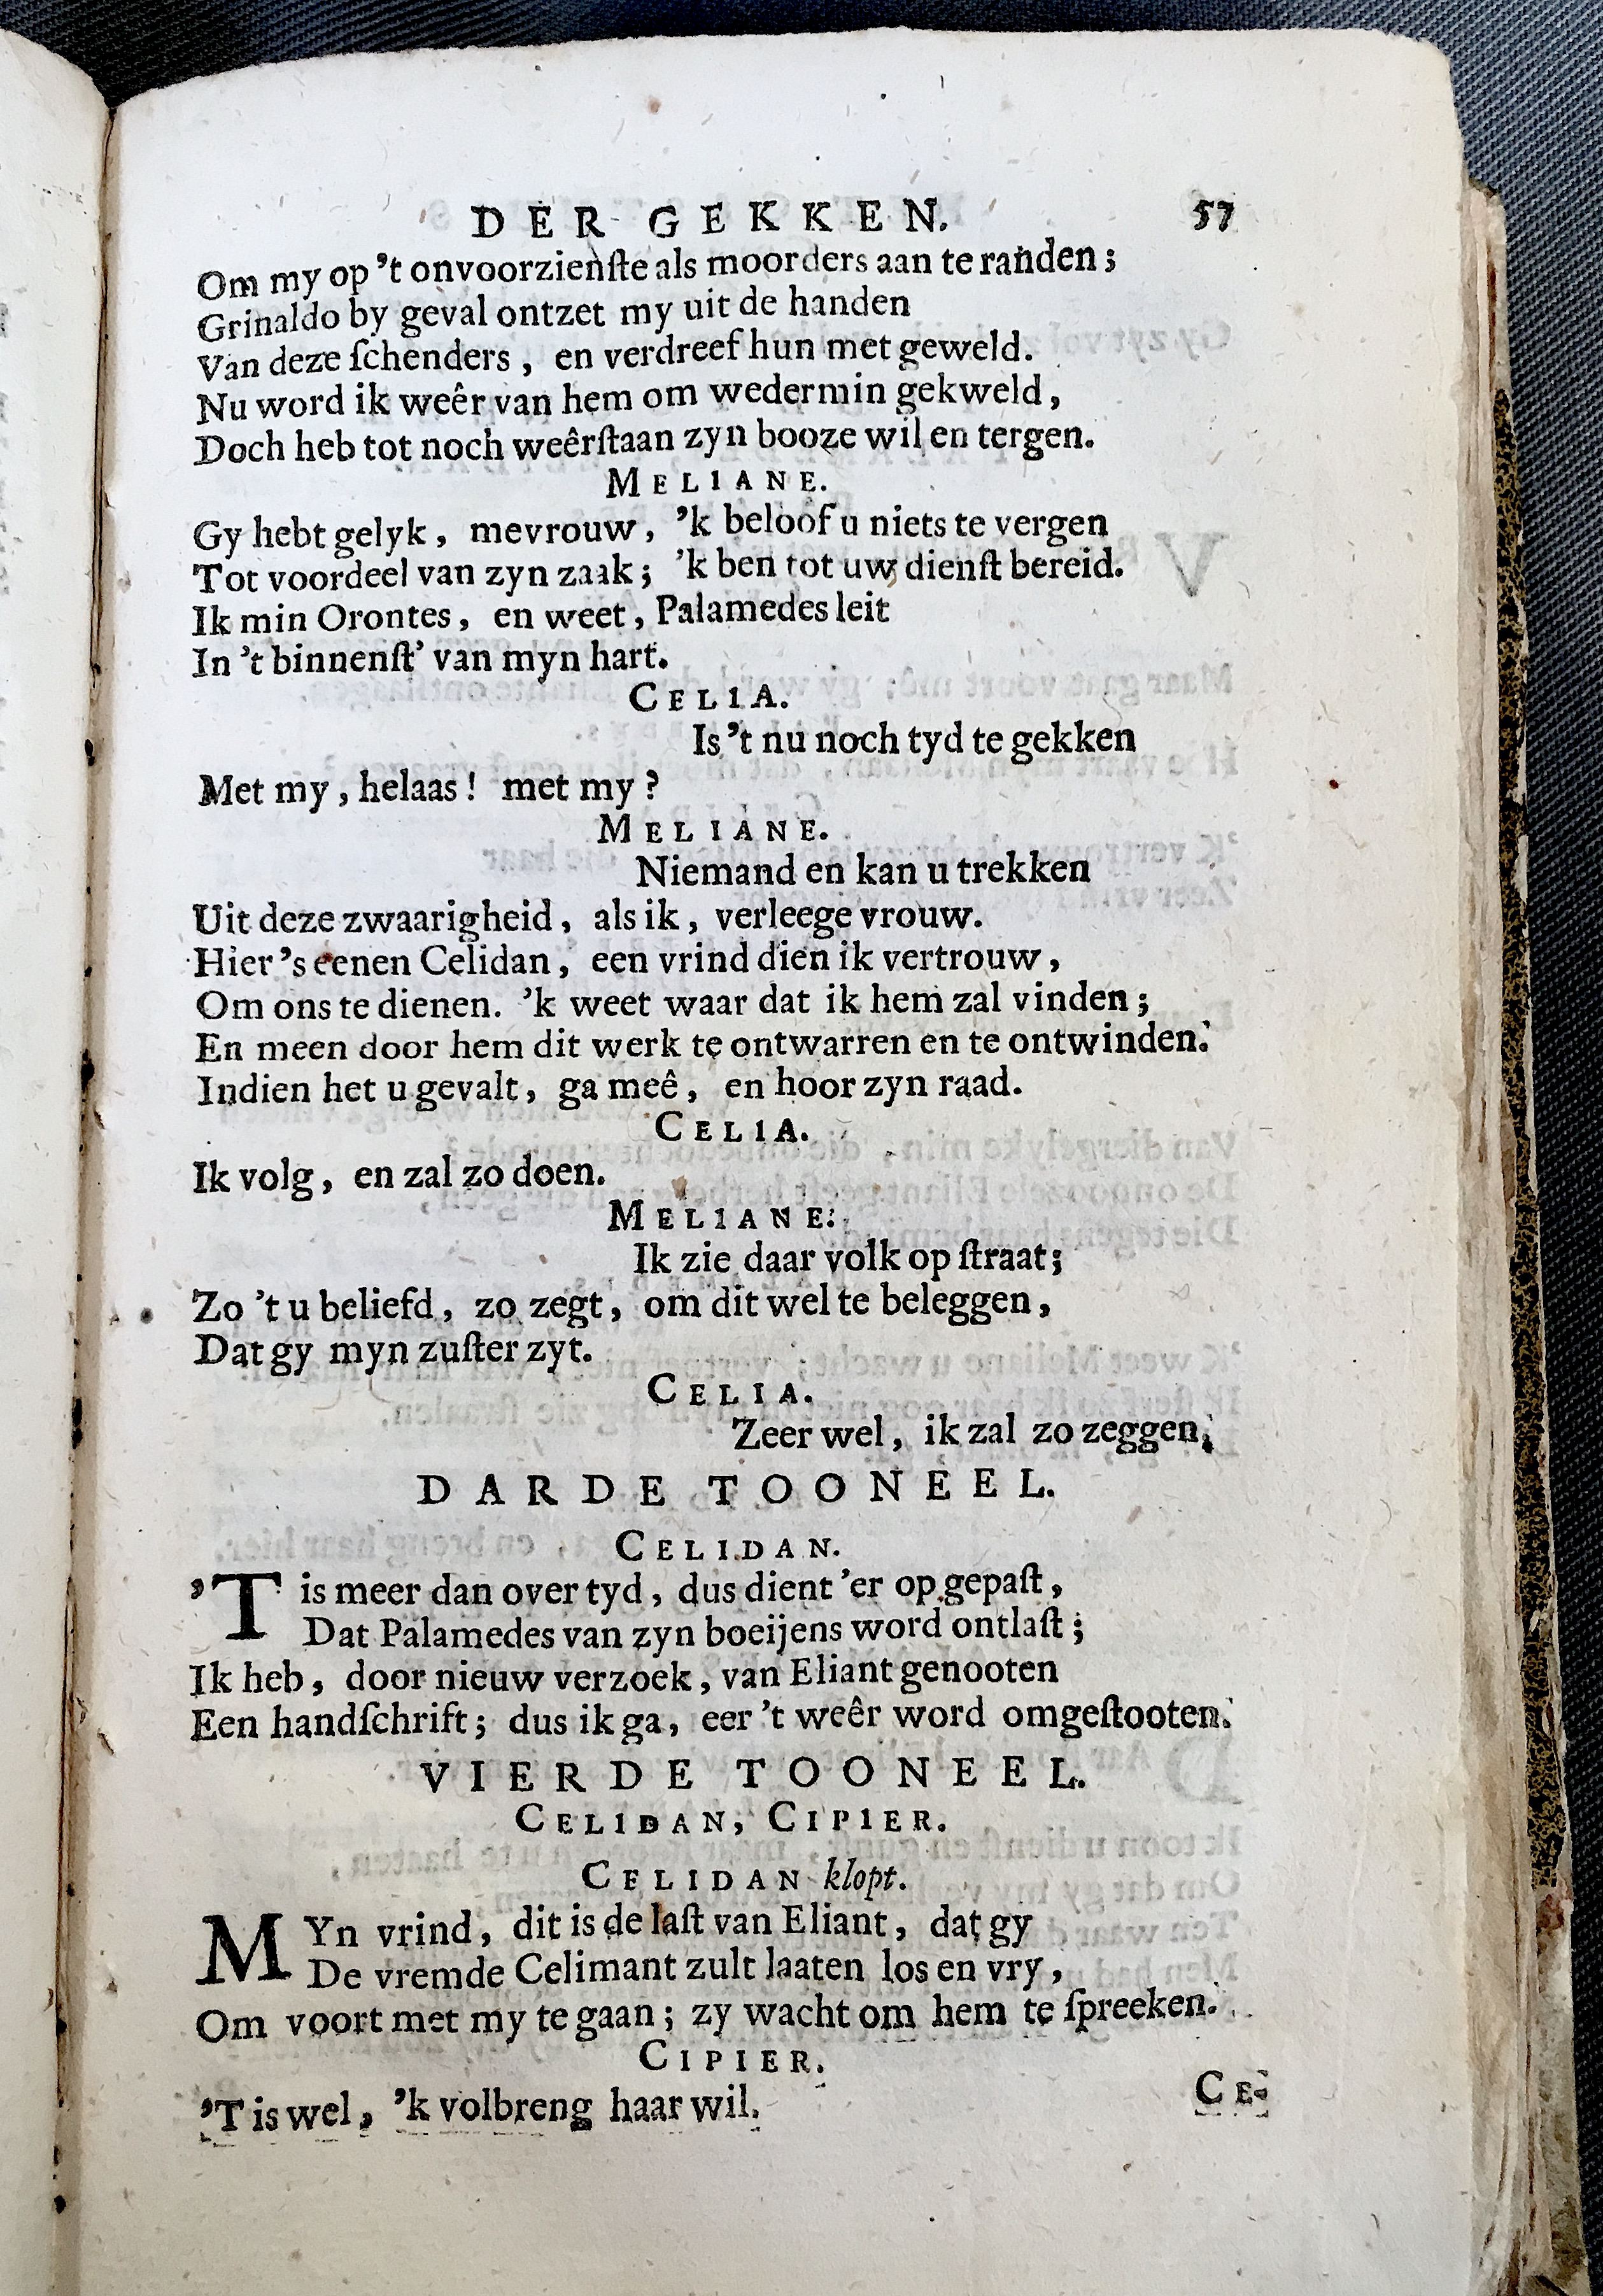 DER GEKKEN. 57
Om my op 't onvoorzienſte als moorders aan te randen;
Grinaldo by geval ontzet my uit de handen
Van deze ſchenders, en verdreef hun met geweld.
Nu word ik weêr van hem om wedermin gekweld,
Doch heb tot noch weêrſtaan zyn booze wil en tergen.
MELIANE.
Gy hebt gelyk, mevrouw, 'k beloof u niets te vergen
Tot voordeel van zyn zaak; 'k ben tot uw dienſt bereid.
Ik min Orontes, en weet, Palamedes leit
In 't binnenſt' van myn hart.
CELIA.
Is 't nu noch tyd te gekken
Met my, helaas! met my?
MELIANE.
Niemand en kan u trekken
Uit deze zwaarigheid, als ik, verleege vrouw.
Hier 's eenen Celidan, een vrind dien ik vertrouw,
Om ons te dienen. 'k weet waar dat ik hem zal vinden;
En meen door hem dit werk te ontwarren en te ontwinden.
Indien het u gevalt, ga meê, en hoor zyn raad.
CELIA.
Ik volg, en zal zo doen.
MELIANE.
Ik zie daar volk op ſtraat;
Zo 't u beliefd, zo zegt, om dit wel te beleggen,
Dat gy myn zuſter zyt.
CELIA.
Zeer wel, ik zal zo zeggen.
DARDE TOONEEL.
CELIDAN.
'T is meer dan over tyd, dus dient 'er op gepaſt,
Dat Palamedes van zyn boeijens word ontlaſt;
Ik heb, door nieuw verzoek, van Eliant genooten
Een handſchrift; dus ik ga, eer 't weêr word omgeſtooten.
VIERDE TOONEEL.
CELIDAN, CIPIER.
CELIDAN klopt.
MYn vrind, dit is de laſt van Eliant, dat gy
De vremde Celimant zult laaten los en vry,
Om voort met my te gaan; zy wacht om hem te ſpreeken.
CIPIER.
'T is wel, 'k volbreng haar wil.
CE-